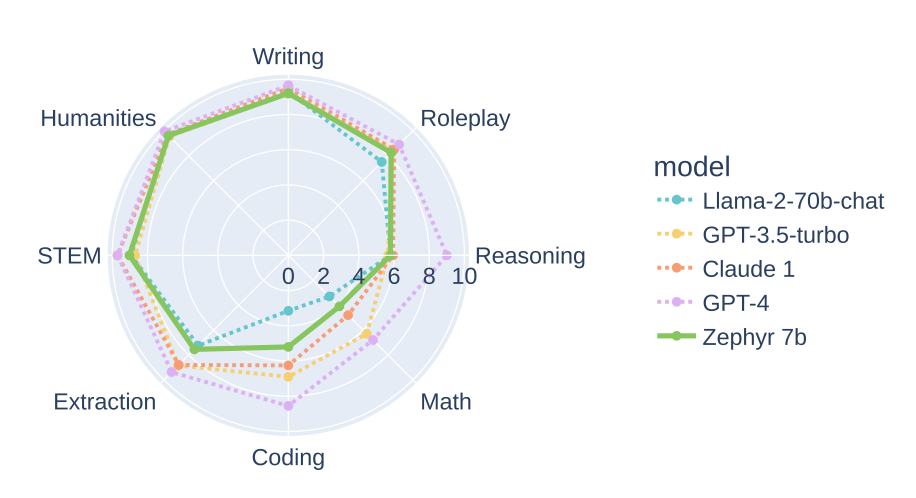 Writing
Humanities
Roleplay
STEM
0 2 4 6 8 10
Reasoning
Extraction
Math
Coding
model
Llama-2-70b-chat
GPT-3.5-turbo
Claude 1
GPT-4
Zephyr 7b